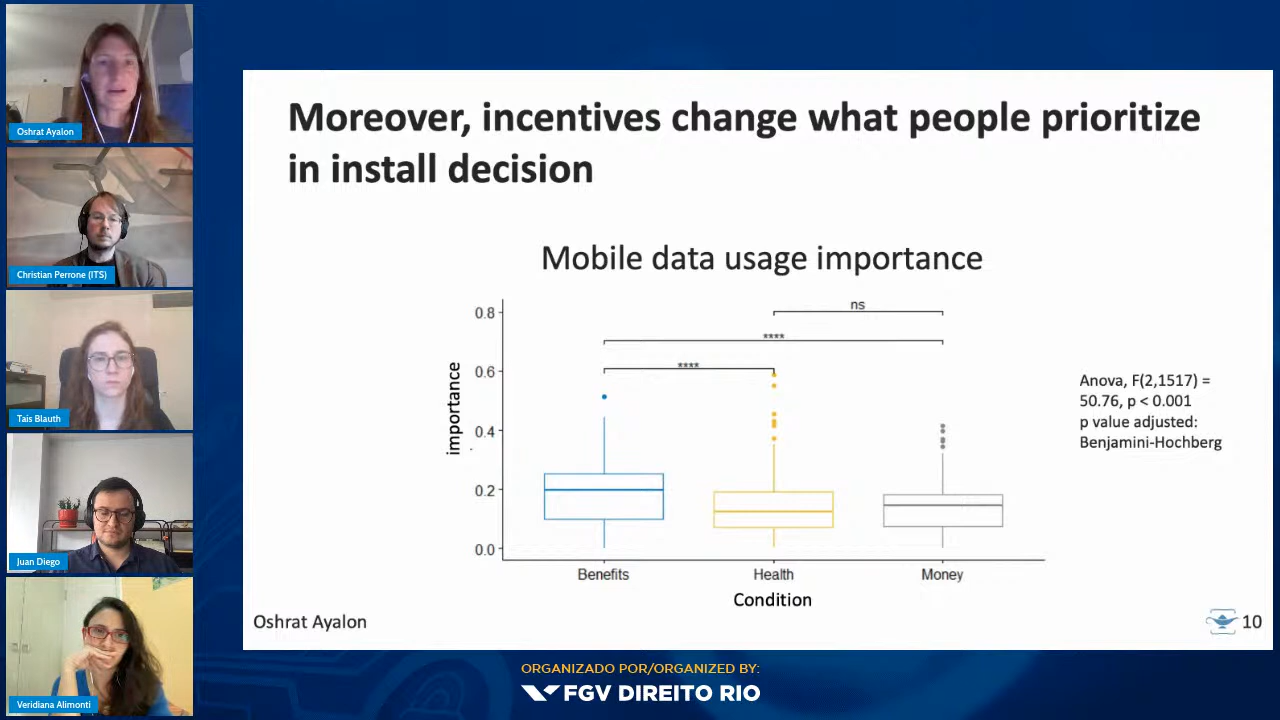 Oshrat Ayalon
Christian Perrone (ITS)
Tais Blauth
Juan Diego
Veridiana Alimonti
Moreover, incentives change what people prioritize
in install decision
Mobile data usage importance
ns
****
****
0.8
0.6
0.4
0.2
0.0
importance
Benefits
Health
Money
Condition
Anova, F(2,1517) =
50.76, p < 0.001
p value adjusted:
Benjamini-Hochberg
Oshrat Ayalon
10
ORGANIZADO POR/ORGANIZED BY:
FGV DIREITO RIO